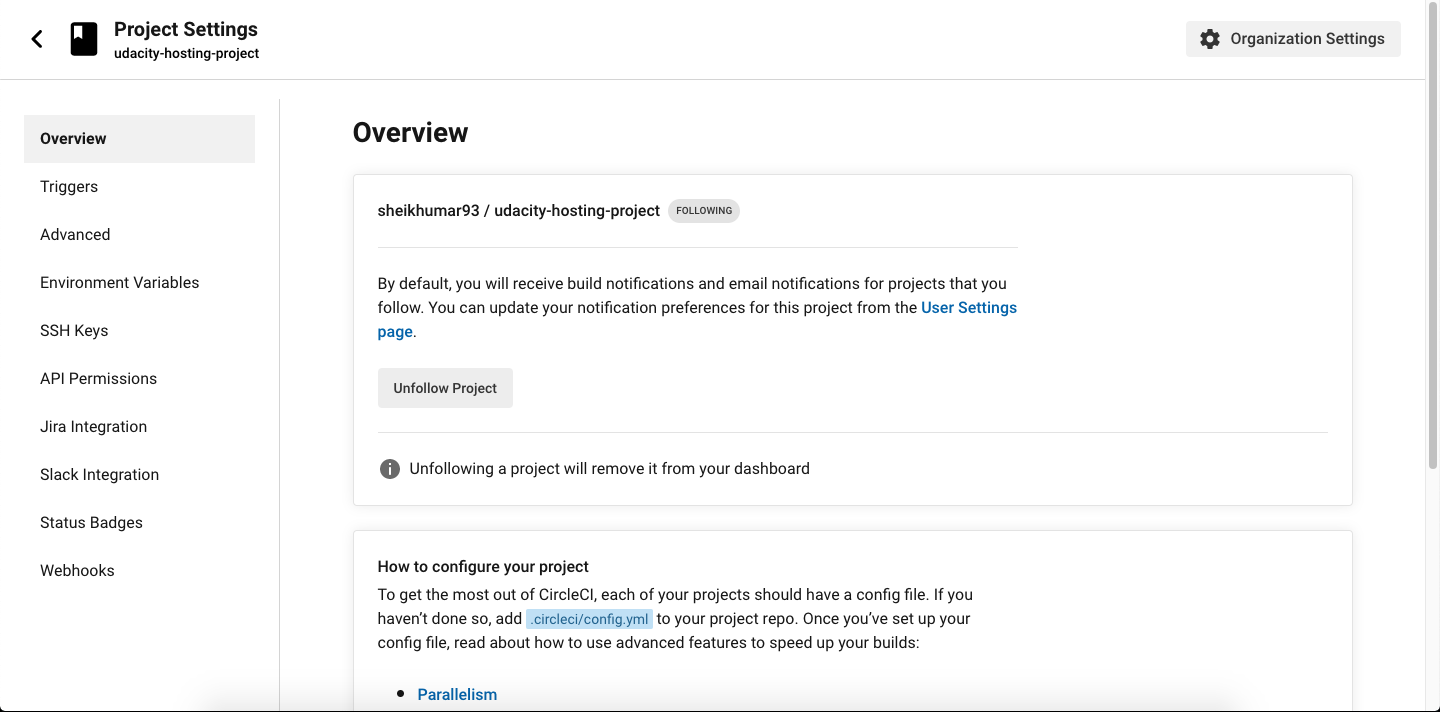 Project Settings
udacity-hosting-project
Organization Settings
Overview
Triggers
Advanced
Environment Variables
SSH Keys
API Permissions
Jira Integration
Slack Integration
Status Badges
Webhooks
Overview
sheikhumar93 / udacity-hosting-project FOLLOWING
By default, you will receive build notifications and email notifications for projects that you
follow. You can update your notification preferences for this project from the User Settings
page.
Unfollow Project
Unfollowing a project will remove it from your dashboard
How to configure your project
To get the most out of CircleCI, each of your projects should have a config file. If you
haven’t done so, add .circleci/config.yml to your project repo. Once you’ve set up your
config file, read about how to use advanced features to speed up your builds:
Parallelism